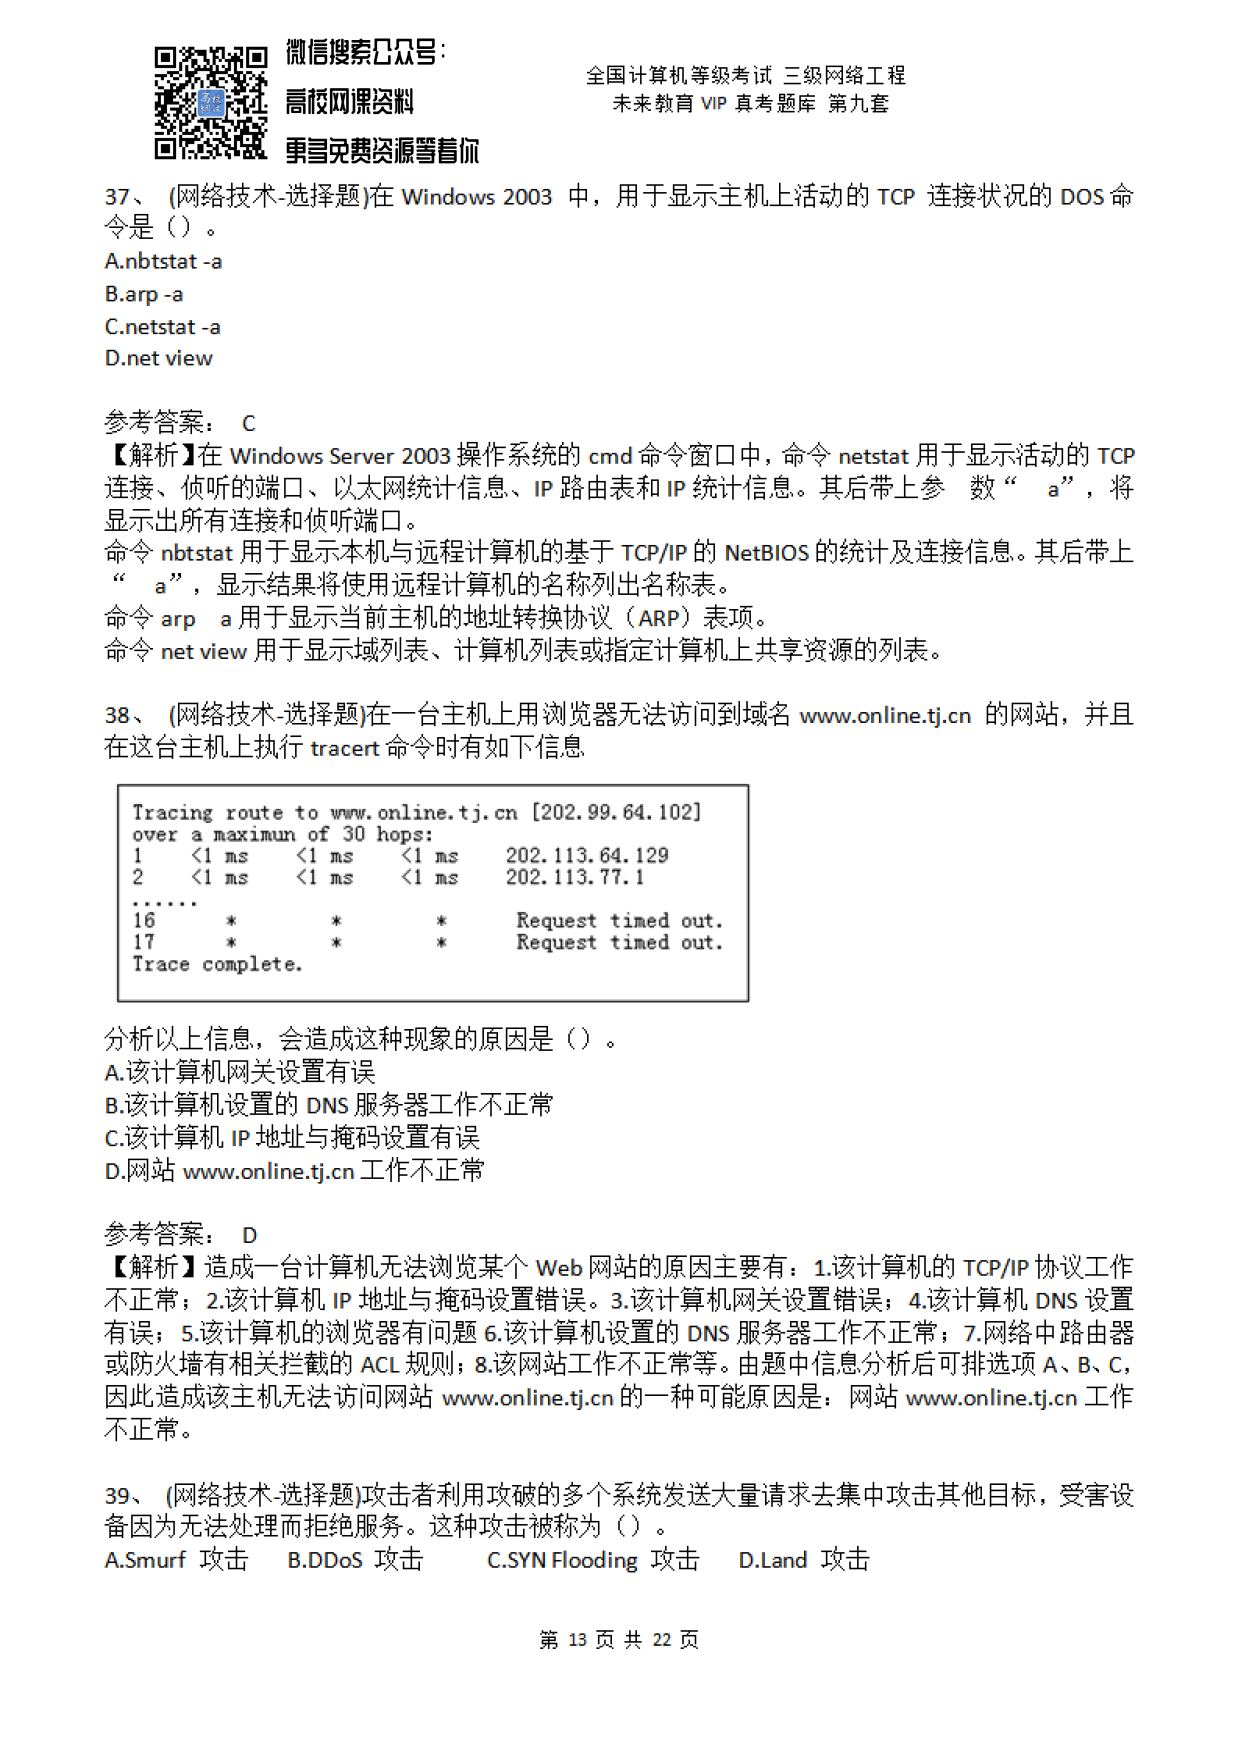 微信搜索公众号：
高校网课资料
更多免费资源等着你
全国计算机等级考试 三级网络工程
未来教育 VIP 真考题库 第九套
37、 (网络技术-选择题)在 Windows 2003 中，用于显示主机上活动的 TCP 连接状况的 DOS 命
令是（）。
A.nbtstat -a
B.arp -a
C.netstat -a
D.net view
参考答案： C
【解析】在 Windows Server 2003 操作系统的 cmd 命令窗口中，命令 netstat 用于显示活动的 TCP
连接、侦听的端口、以太网统计信息、IP 路由表和 IP 统计信息。其后带上参 数“ a”，将
显示出所有连接和侦听端口。
命令 nbtstat 用于显示本机与远程计算机的基于 TCP/IP 的 NetBIOS 的统计及连接信息。其后带上
“ a”，显示结果将使用远程计算机的名称列出名称表。
命令 arp a 用于显示当前主机的地址转换协议（ARP）表项。
命令 net view 用于显示域列表、计算机列表或指定计算机上共享资源的列表。
38、 (网络技术-选择题)在一台主机上用浏览器无法访问到域名 www.online.tj.cn 的网站，并且
在这台主机上执行 tracert 命令时有如下信息
Tracing route to www.online.tj.cn [202.99.64.102]
over a maximun of 30 hops:
1 <1 ms <1 ms <1 ms 202.113.64.129
2 <1 ms <1 ms <1 ms 202.113.77.1
......
16 * * * Request timed out.
17 * * * Request timed out.
Trace complete.
分析以上信息，会造成这种现象的原因是（）。
A.该计算机网关设置有误
B.该计算机设置的 DNS 服务器工作不正常
C.该计算机 IP 地址与掩码设置有误
D.网站 www.online.tj.cn 工作不正常
参考答案： D
【解析】造成一台计算机无法浏览某个 Web 网站的原因主要有：1.该计算机的 TCP/IP 协议工作
不正常；2.该计算机 IP 地址与掩码设置错误。3.该计算机网关设置错误；4.该计算机 DNS 设置
有误；5.该计算机的浏览器有问题 6.该计算机设置的 DNS 服务器工作不正常；7.网络中路由器
或防火墙有相关拦截的 ACL 规则；8.该网站工作不正常等。由题中信息分析后可排选项 A、B、C，
因此造成该主机无法访问网站 www.online.tj.cn 的一种可能原因是：网站 www.online.tj.cn 工作
不正常。
39、 (网络技术-选择题)攻击者利用攻破的多个系统发送大量请求去集中攻击其他目标，受害设
备因为无法处理而拒绝服务。这种攻击被称为（）。
A.Smurf 攻击 B.DDoS 攻击 C.SYN Flooding 攻击 D.Land 攻击
第 13 页 共 22 页